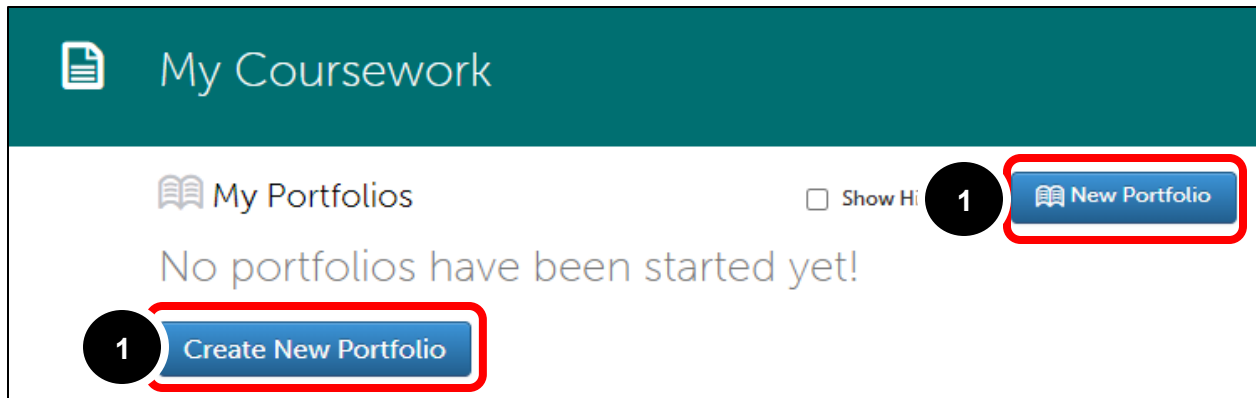 My Coursework
My Portfolios
Show Hi
1
New Portfolio
No portfolios have been started yet!
1
Create New Portfolio